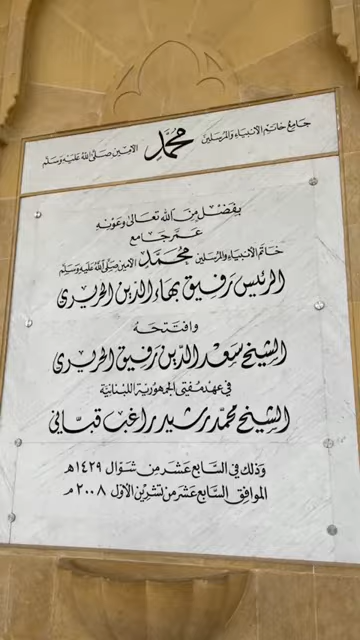 جامع خاتم الأنبياء والمرسلين محمد الأمين صلى الله عليه وسلم
بفضل من الله تعالى وعونه
عمر جامع
خاتم الأنبياء والمرسلين محمد الأمين صلى الله عليه وسلم
الرئيس رفيق بهاء الدين الحريري
وافتتحه
الشيخ سعد الدين رفيق الحريري
في عهد مفتي الجمهورية اللبنانية
الشيخ محمد رشيد راغب قباني
وذلك في السابع عشر من شوال ١٤٢٩هـ
الموافق السابع عشر من تشرين الأول ٢٠٠٨م